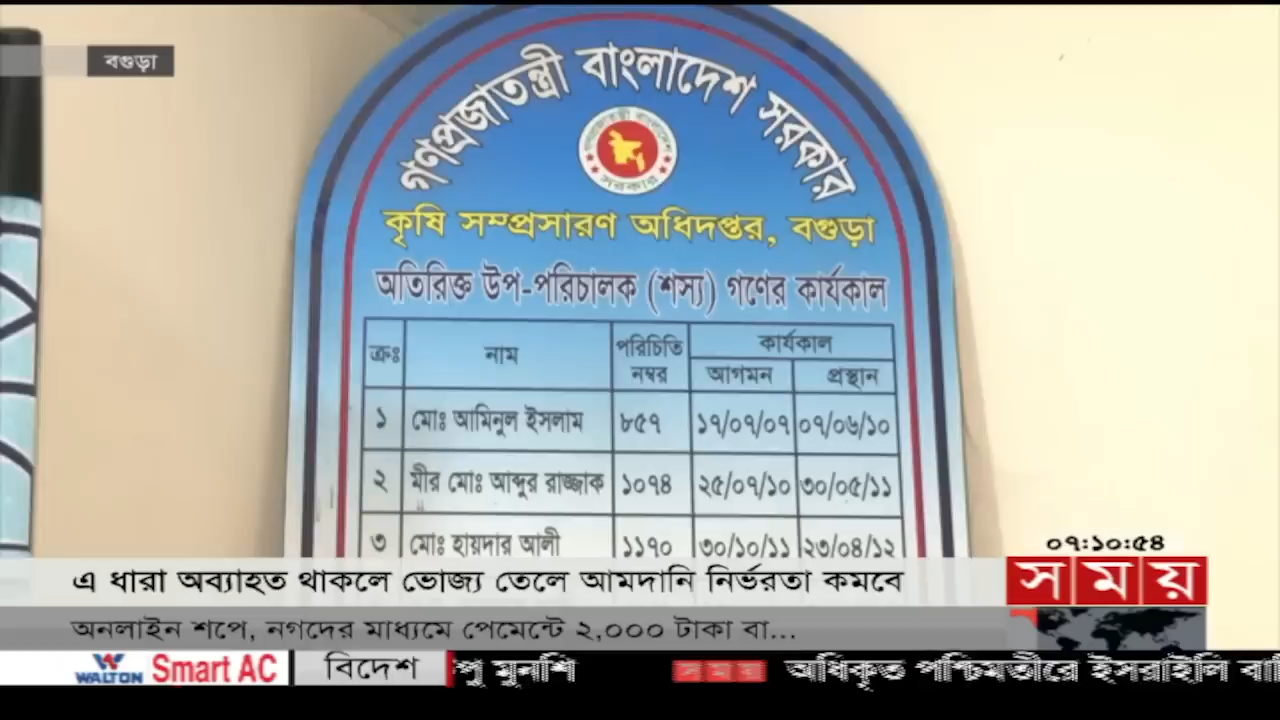 বগুড়া
গণপ্রজাতন্ত্রী বাংলাদেশ সরকার
সরকার
কৃষি সম্প্রসারণ অধিদপ্তর, বগুড়া
অতিরিক্ত উপ-পরিচালক (শস্য) গণের কার্যকাল
ক্রঃ নাম পরিচিতি নম্বর কার্যকাল
আগমন প্রস্থান
১ মোঃ আমিনুল ইসলাম ৮৫৭ ১৭/০৭/০৭ ০৭/০৬/১০
২ মীর মোঃ আব্দুর রাজ্জাক ১০৭৪ ২৫/০৭/১০ ৩০/০৫/১১
৩ মোঃ হায়দার আলী ১১৭০ ৩০/১০/১১ ২৩/০৪/১২
০৭:১০:৫৪
এ ধারা অব্যাহত থাকলে ভোজ্য তেলে আমদানি নির্ভরতা কমবে
সময়
অনলাইন শপে, নগদের মাধ্যমে পেমেন্টে ২,০০০ টাকা বা...
WALTON Smart AC বিদেশ পু মুনশি সময় অধিকৃত পশ্চিমতীরে ইসরাইলি বা